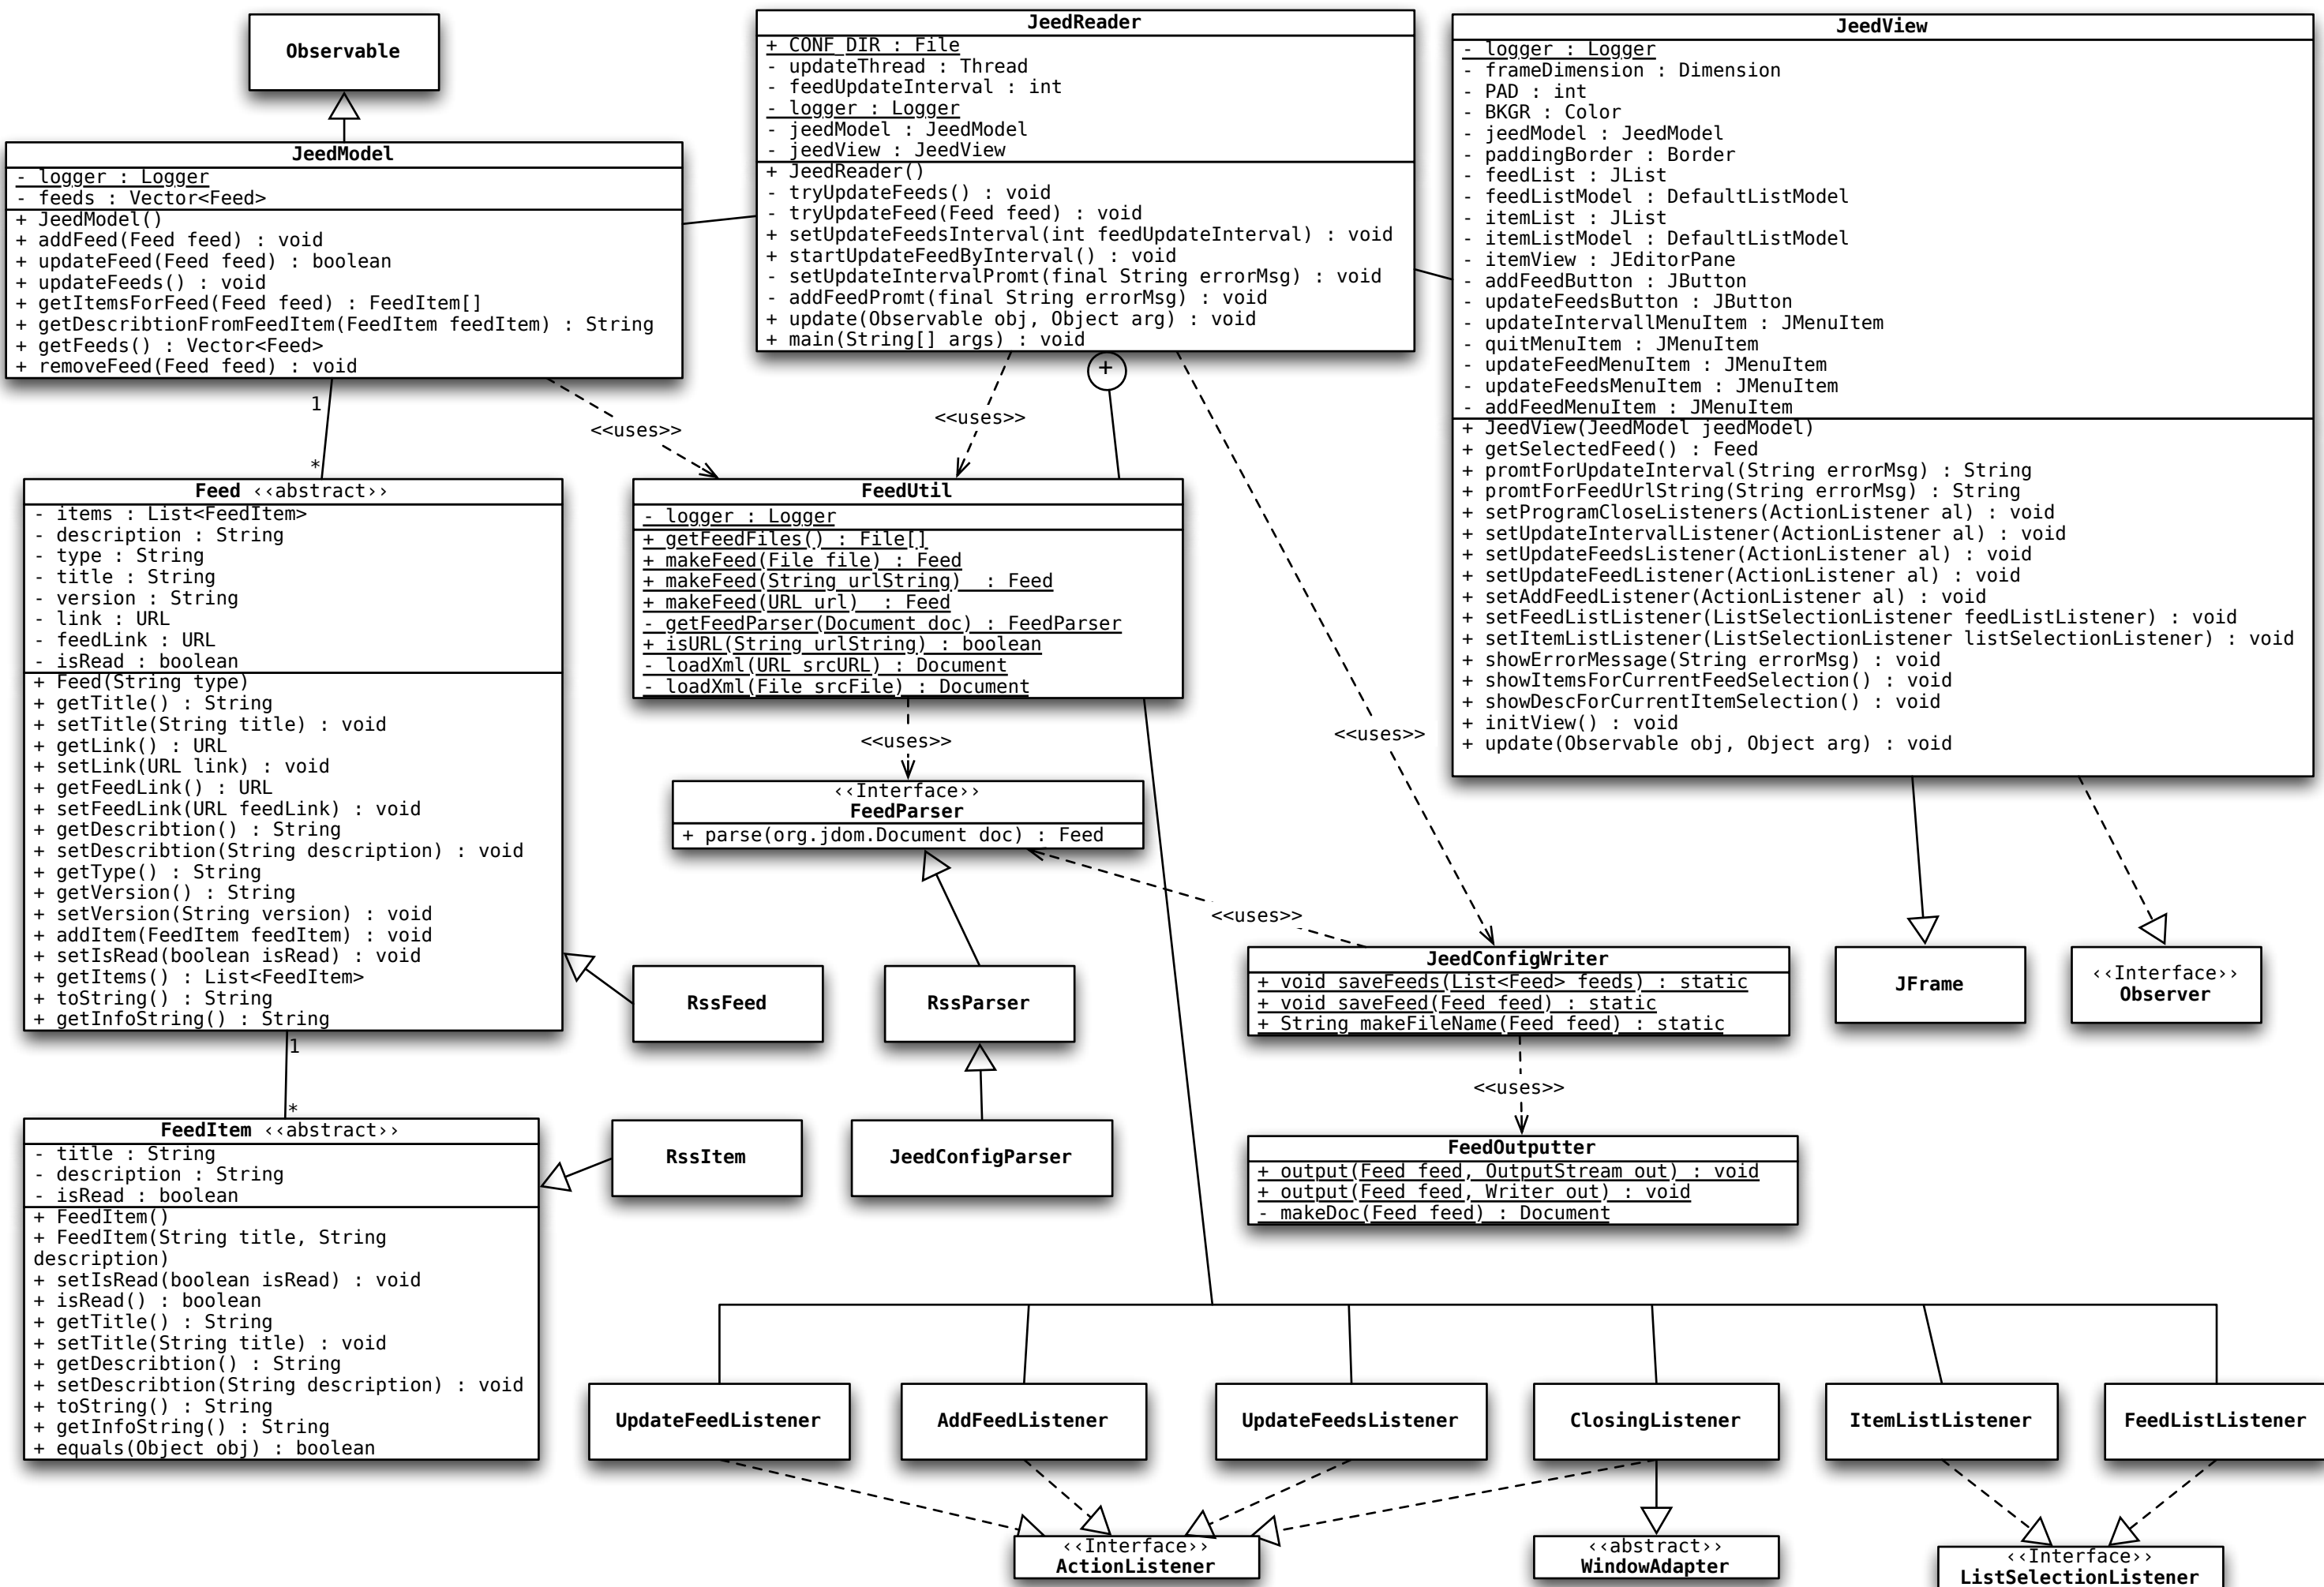 Observable
JeedModel
- logger : Logger
- feeds : Vector<Feed>
+ JeedModel()
+ addFeed(Feed feed) : void
+ updateFeed(Feed feed) : boolean
+ updateFeeds() : void
+ getItemsForFeed(Feed feed) : FeedItem[]
+ getDescribtionFromFeedItem(FeedItem feedItem) : String
+ getFeeds() : Vector<Feed>
+ removeFeed(Feed feed) : void
JeedReader
+ CONF_DIR : File
- updateThread : Thread
- feedUpdateInterval : int
- logger : Logger
- jeedModel : JeedModel
- jeedView : JeedView
+ JeedReader()
- tryUpdateFeeds() : void
- tryUpdateFeed(Feed feed) : void
+ setUpdateFeedsInterval(int feedUpdateInterval) : void
+ startUpdateFeedByInterval() : void
- setUpdateIntervalPromt(final String errorMsg) : void
- addFeedPromt(final String errorMsg) : void
+ update(Observable obj, Object arg) : void
+ main(String[] args) : void
JeedView
- logger : Logger
- frameDimension : Dimension
- PAD : int
- BKGR : Color
- jeedModel : JeedModel
- paddingBorder : Border
- feedList : JList
- feedListModel : DefaultListModel
- itemList : JList
- itemListModel : DefaultListModel
- itemView : JEditorPane
- addFeedButton : JButton
- updateFeedsButton : JButton
- updateIntervallMenuItem : JMenuItem
- quitMenuItem : JMenuItem
- updateFeedMenuItem : JMenuItem
- updateFeedsMenuItem : JMenuItem
- addFeedMenuItem : JMenuItem
+ JeedView(JeedModel jeedModel)
+ getSelectedFeed() : Feed
+ promtForUpdateInterval(String errorMsg) : String
+ promtForFeedUrlString(String errorMsg) : String
+ setProgramCloseListeners(ActionListener al) : void
+ setUpdateIntervalListener(ActionListener al) : void
+ setUpdateFeedsListener(ActionListener al) : void
+ setUpdateFeedListener(ActionListener al) : void
+ setAddFeedListener(ActionListener al) : void
+ setFeedListListener(ListSelectionListener feedListListener) : void
+ setItemListListener(ListSelectionListener listSelectionListener) : void
+ showErrorMessage(String errorMsg) : void
+ showItemsForCurrentFeedSelection() : void
+ showDescForCurrentItemSelection() : void
+ initView() : void
+ update(Observable obj, Object arg) : void
+
1
*
<<uses>>
<<uses>>
<<uses>>
Feed ‹‹abstract››
- items : List<FeedItem>
- description : String
- type : String
- title : String
- version : String
- link : URL
- feedLink : URL
- isRead : boolean
+ Feed(String type)
+ getTitle() : String
+ setTitle(String title) : void
+ getLink() : URL
+ setLink(URL link) : void
+ getFeedLink() : URL
+ setFeedLink(URL feedLink) : void
+ getDescribtion() : String
+ setDescribtion(String description) : void
+ getType() : String
+ getVersion() : String
+ setVersion(String version) : void
+ addItem(FeedItem feedItem) : void
+ setIsRead(boolean isRead) : void
+ getItems() : List<FeedItem>
+ toString() : String
+ getInfoString() : String
FeedUtil
- logger : Logger
+ getFeedFiles() : File[]
+ makeFeed(File file) : Feed
+ makeFeed(String urlString)  : Feed
+ makeFeed(URL url)  : Feed
- getFeedParser(Document doc) : FeedParser
+ isURL(String urlString) : boolean
- loadXml(URL srcURL) : Document
- loadXml(File srcFile) : Document
<<uses>>
‹‹Interface››
FeedParser
+ parse(org.jdom.Document doc) : Feed
<<uses>>
RssFeed
RssParser
JeedConfigWriter
+ void saveFeeds(List<Feed> feeds) : static
+ void saveFeed(Feed feed) : static
+ String makeFileName(Feed feed) : static
JFrame
‹‹Interface››
Observer
1
*
<<uses>>
FeedItem ‹‹abstract››
- title : String
- description : String
- isRead : boolean
+ FeedItem()
+ FeedItem(String title, String
description)
+ setIsRead(boolean isRead) : void
+ isRead() : boolean
+ getTitle() : String
+ setTitle(String title) : void
+ getDescribtion() : String
+ setDescribtion(String description) : void
+ toString() : String
+ getInfoString() : String
+ equals(Object obj) : boolean
RssItem
JeedConfigParser
FeedOutputter
+ output(Feed feed, OutputStream out) : void
+ output(Feed feed, Writer out) : void
- makeDoc(Feed feed) : Document
UpdateFeedListener
AddFeedListener
UpdateFeedsListener
ClosingListener
ItemListListener
FeedListListener
‹‹Interface››
ActionListener
‹‹abstract››
WindowAdapter
‹‹Interface››
ListSelectionListener